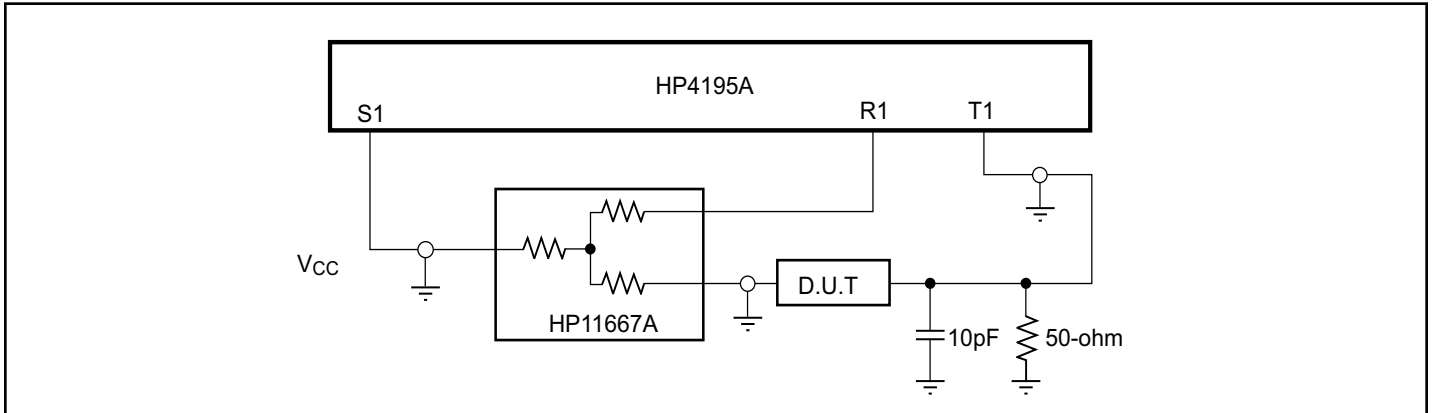 HP4195A
S1
R1
T1
VCC
HP11667A
D.U.T
10pF
50-ohm